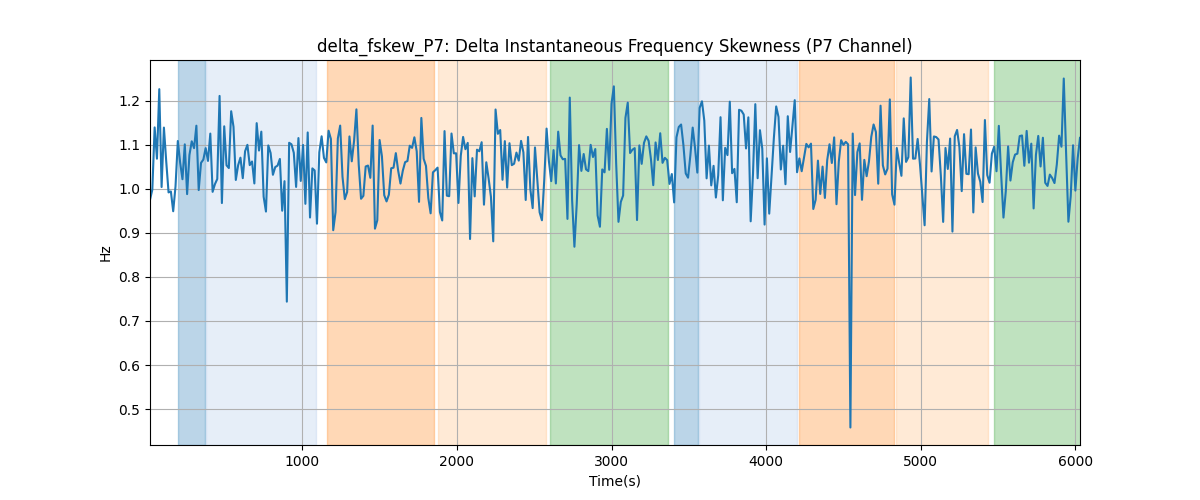 delta_fskew_P7: Delta Instantaneous Frequency Skewness (P7 Channel)
Hz
1.2
1.1
1.0
0.9
0.8
0.7
0.6
0.5
1000 2000 3000 4000 5000 6000
Time(s)